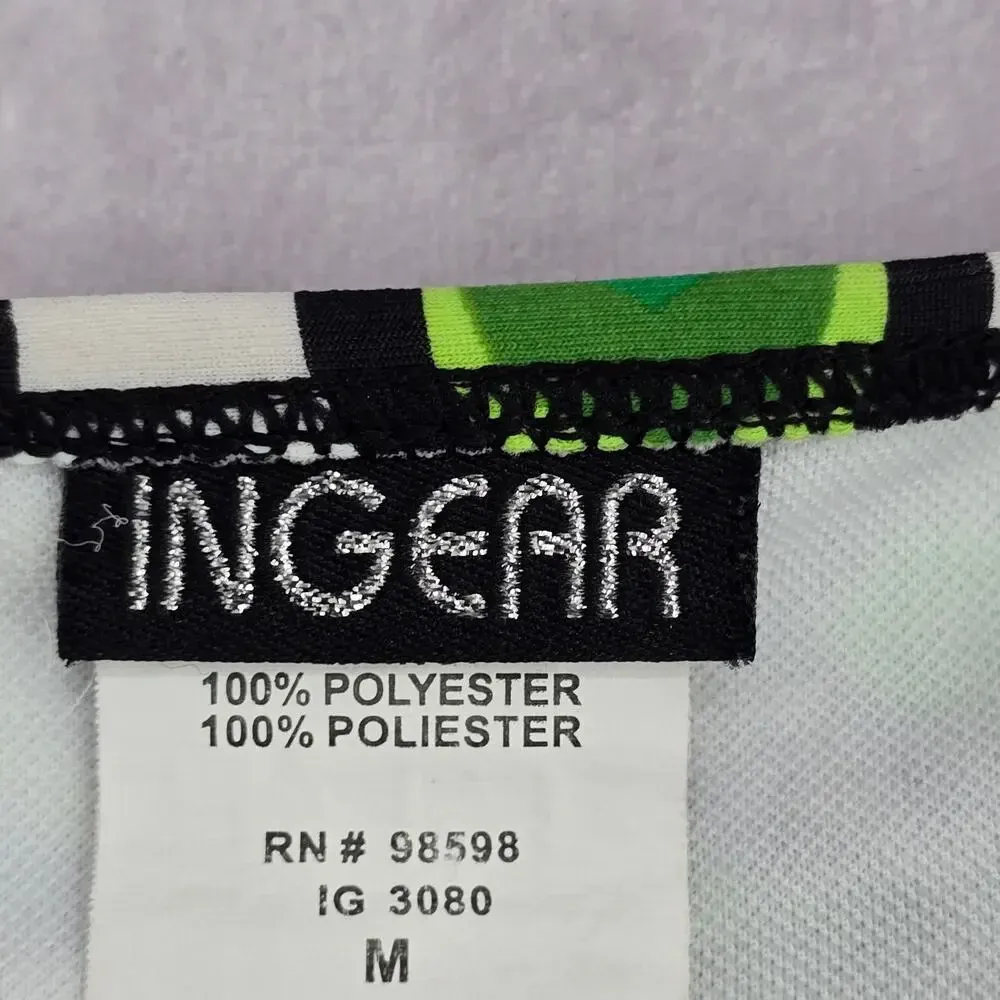 INGEAR
100% POLYESTER
100% POLIESTER
RN # 98598
IG 3080
M